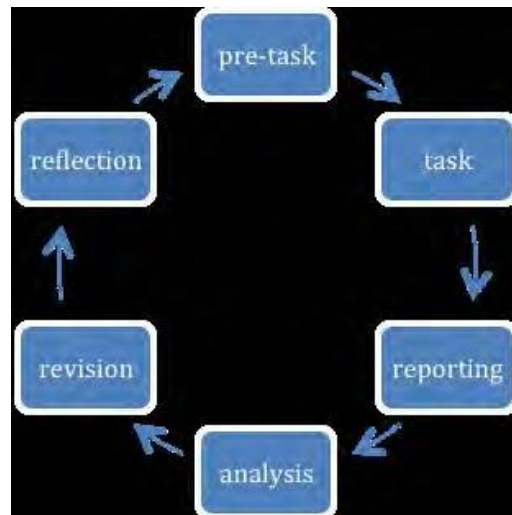 pre-task
task
reporting
analysis
revision
reflection